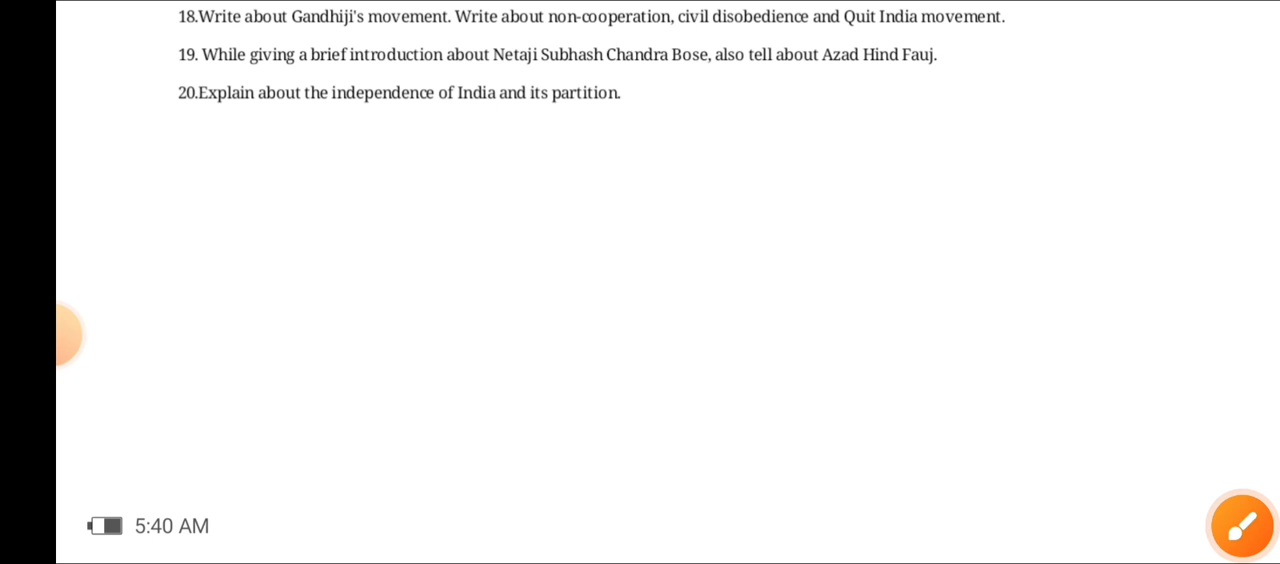 18.Write about Gandhiji's movement. Write about non-cooperation, civil disobedience and Quit India movement.
19. While giving a brief introduction about Netaji Subhash Chandra Bose, also tell about Azad Hind Fauj.
20.Explain about the independence of India and its partition.
5:40 AM